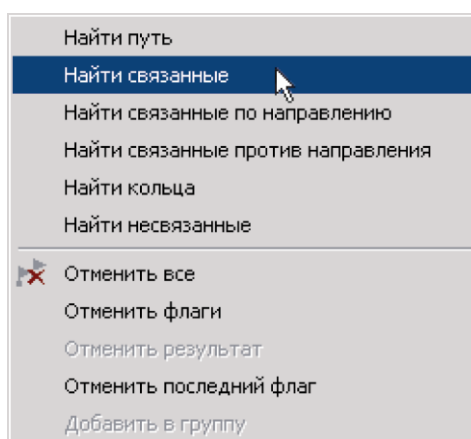 Найти путь
Найти связанные
Найти связанные по направлению
Найти связанные против направления
Найти кольца
Найти несвязанные
Отменить все
Отменить флаги
Отменить результат
Отменить последний флаг
Добавить в группу